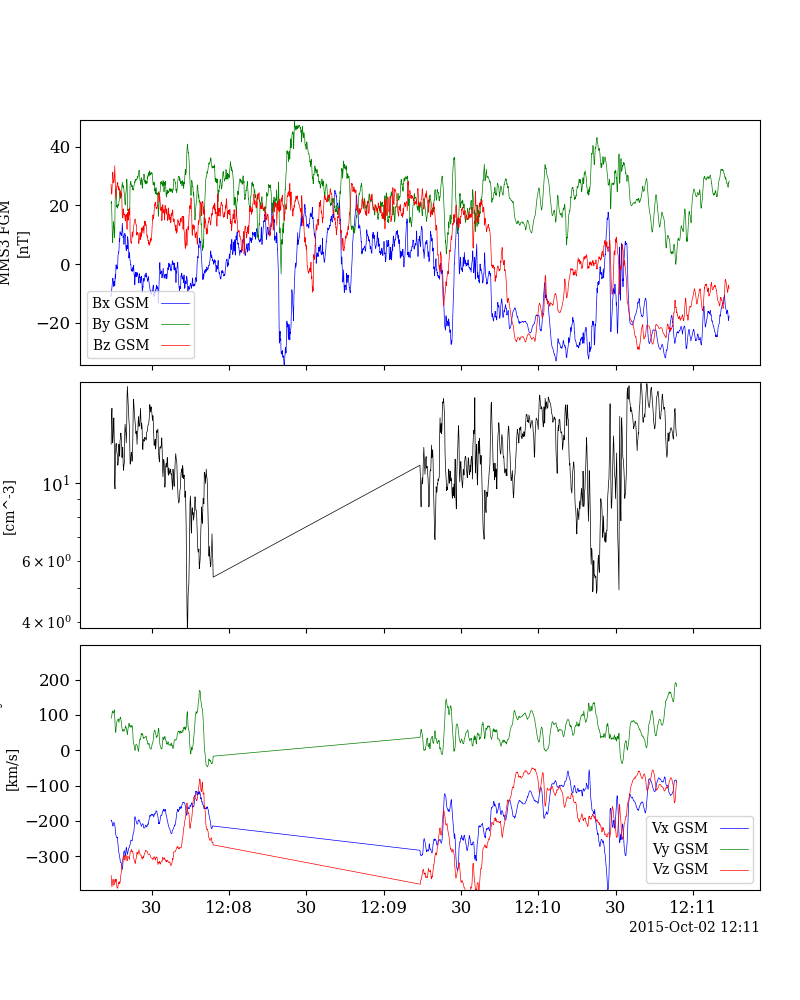 MMS3 FGM
[nT]
40
20
0
−20
Bx GSM
By GSM
Bz GSM
[cm^-3]
10^1
6 × 10^0
4 × 10^0
[km/s]
200
100
0
−100
−200
−300
Vx GSM
Vy GSM
Vz GSM
30 12:08 30 12:09 30 12:10 30 12:11
2015-Oct-02 12:11